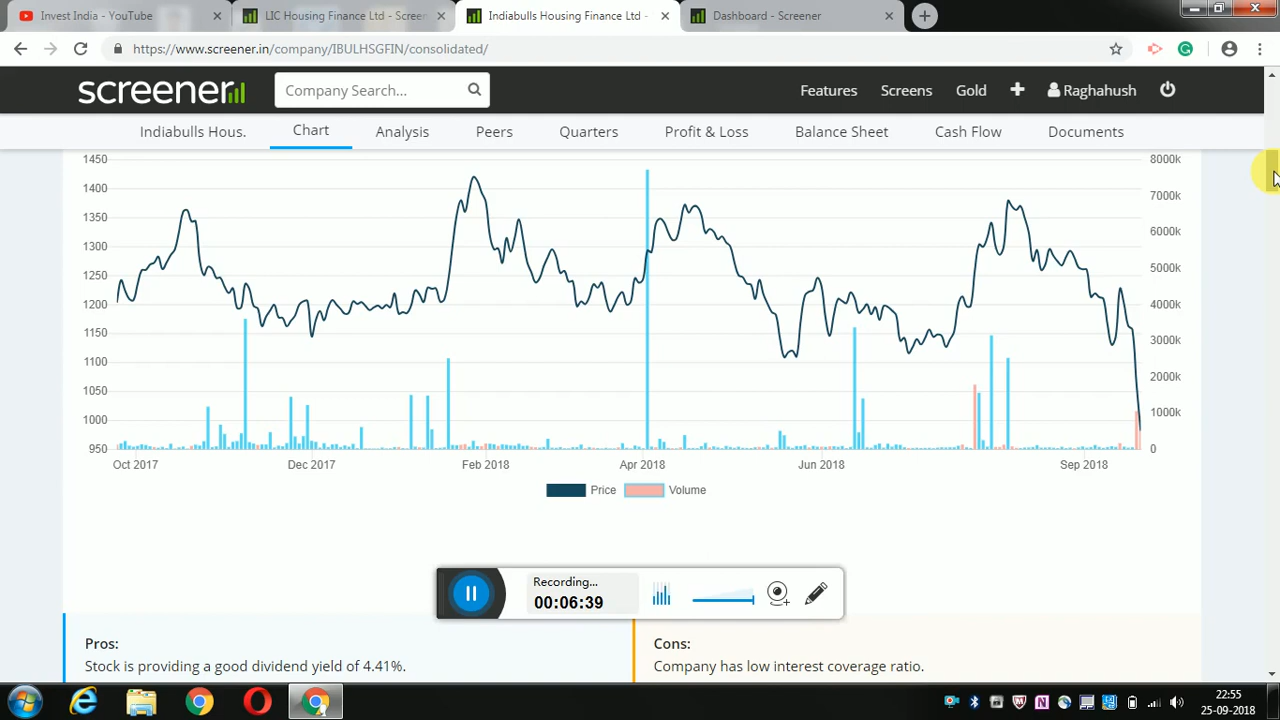 Invest India - YouTube
LIC Housing Finance Ltd - Screen
Indiabulls Housing Finance Ltd -
Dashboard - Screener
https://www.screener.in/company/IBULHSGFIN/consolidated/
screener
Company Search...
Features
Screens
Gold
Raghahush
Indiabulls Hous.
Chart
Analysis
Peers
Quarters
Profit & Loss
Balance Sheet
Cash Flow
Documents
1450
1400
1350
1300
1250
1200
1150
1100
1050
1000
950
8000k
7000k
6000k
5000k
4000k
3000k
2000k
1000k
0
Oct 2017
Dec 2017
Feb 2018
Apr 2018
Jun 2018
Sep 2018
Price
Volume
Recording...
00:06:39
Pros:
Stock is providing a good dividend yield of 4.41%.
Cons:
Company has low interest coverage ratio.
22:55
25-09-2018